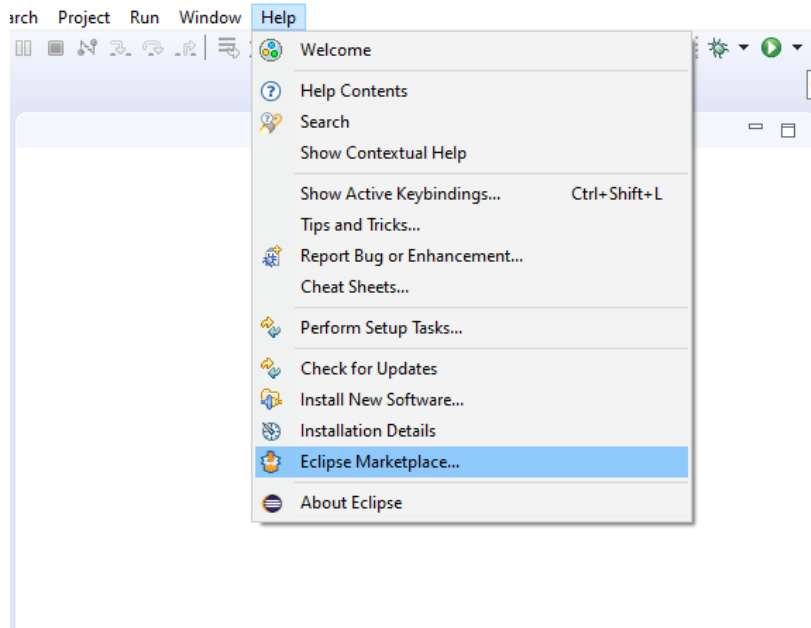 arch Project Run Window Help
Welcome
Help Contents
Search
Show Contextual Help
Show Active Keybindings... Ctrl+Shift+L
Tips and Tricks...
Report Bug or Enhancement...
Cheat Sheets...
Perform Setup Tasks...
Check for Updates
Install New Software...
Installation Details
Eclipse Marketplace...
About Eclipse